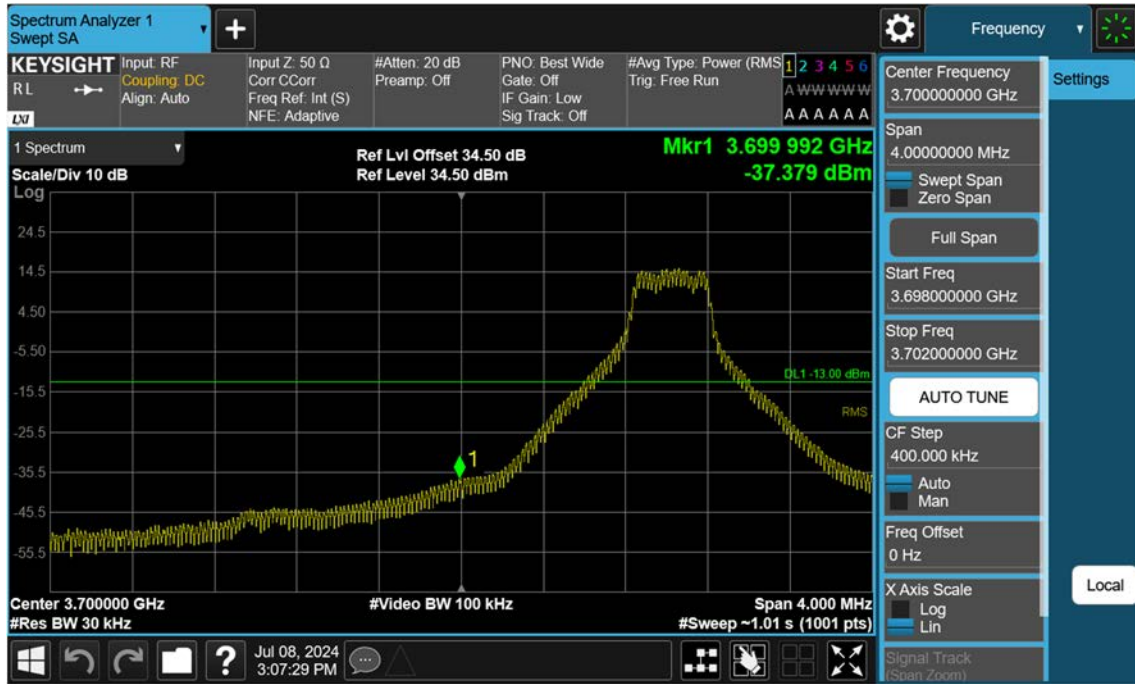 Spectrum Analyzer 1
Swept SA
Frequency
KEYSIGHT
RL
LXI
Input: RF
Coupling: DC
Align: Auto
Input Z: 50 Ω
Corr CCorr
Freq Ref: Int (S)
NFE: Adaptive
#Atten: 20 dB
Preamp: Off
PNO: Best Wide
Gate: Off
IF Gain: Low
Sig Track: Off
#Avg Type: Power (RMS
Trig: Free Run
1 2 3 4 5 6
A W W W W W
A A A A A A
1 Spectrum
Scale/Div 10 dB
Ref Lvl Offset 34.50 dB
Ref Level 34.50 dBm
Mkr1 3.699 992 GHz
-37.379 dBm
Log
24.5
14.5
4.50
-5.50
-15.5
-25.5
-35.5
-45.5
-55.5
DL1 -13.00 dBm
RMS
1
Center 3.700000 GHz
#Res BW 30 kHz
#Video BW 100 kHz
Span 4.000 MHz
#Sweep ~1.01 s (1001 pts)
Center Frequency
3.700000000 GHz
Span
4.00000000 MHz
Swept Span
Zero Span
Full Span
Start Freq
3.698000000 GHz
Stop Freq
3.702000000 GHz
AUTO TUNE
CF Step
400.000 kHz
Auto
Man
Freq Offset
0 Hz
X Axis Scale
Log
Lin
Signal Track
(Span Zoom)
Settings
Local
?
Jul 08, 2024
3:07:29 PM